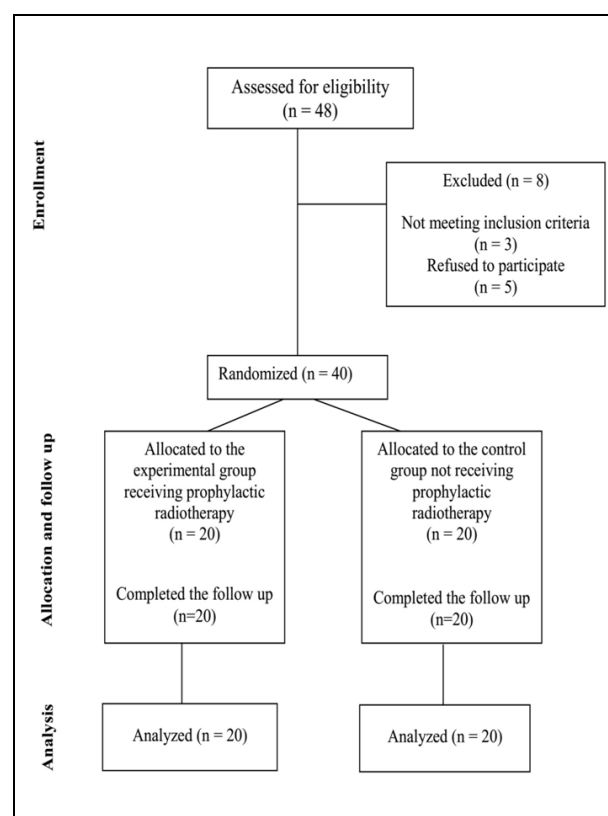 Assessed for eligibility
(n = 48)
Enrollment
Excluded (n = 8)
Not meeting inclusion criteria
(n = 3)
Refused to participate
(n = 5)
Randomized (n = 40)
Allocation and follow up
Allocated to the
experimental group
receiving prophylactic
radiotherapy
(n = 20)
Completed the follow up
(n=20)
Allocated to the control
group not receiving
prophylactic
radiotherapy
(n = 20)
Completed the follow up
(n=20)
Analysis
Analyzed (n = 20)
Analyzed (n = 20)